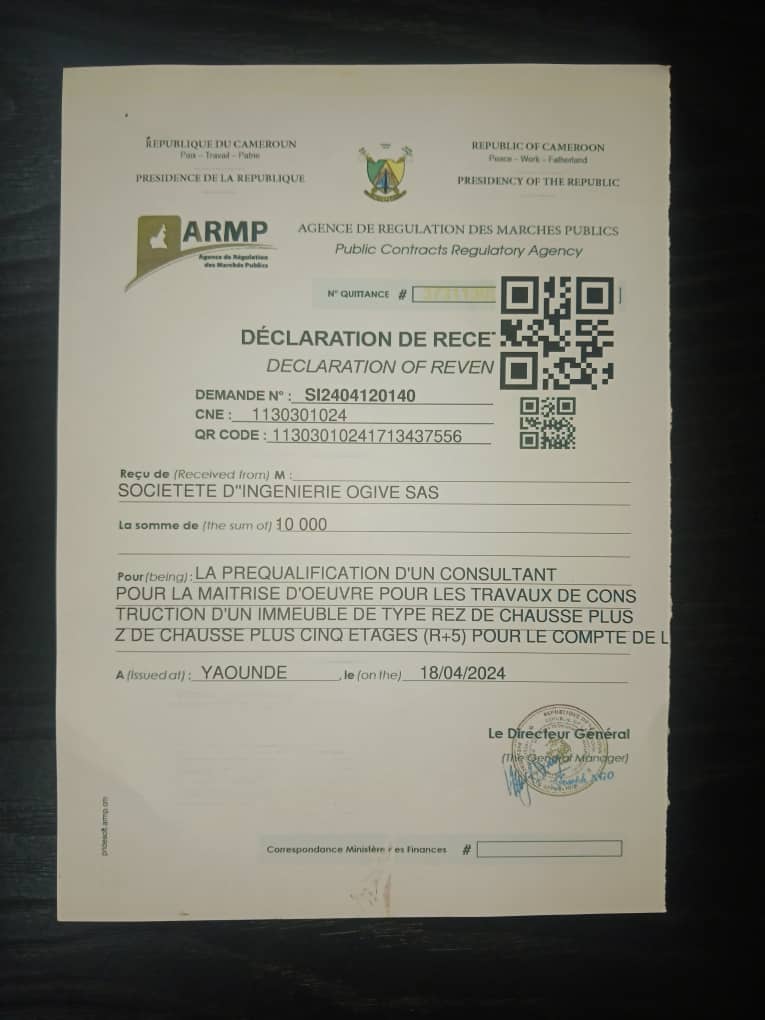 REPUBLIQUE DU CAMEROUN
Paix – Travail – Patrie
PRESIDENCE DE LA REPUBLIQUE
REPUBLIC OF CAMEROON
Peace – Work – Fatherland
PRESIDENCY OF THE REPUBLIC
ARMP
Agence de Régulation
des Marchés Publics
AGENCE DE REGULATION DES MARCHES PUBLICS
Public Contracts Regulatory Agency
N° QUITTANCE #
DÉCLARATION DE RECE
DECLARATION OF REVEN
DEMANDE N° : SI2404120140
CNE : 1130301024
QR CODE : 11303010241713437556
Reçu de (Received from) M :
SOCIETETE D"INGENIERIE OGIVE SAS
La somme de (the sum of) 10 000
Pour (being) : LA PREQUALIFICATION D'UN CONSULTANT
POUR LA MAITRISE D'OEUVRE POUR LES TRAVAUX DE CONS
TRUCTION D'UN IMMEUBLE DE TYPE REZ DE CHAUSSE PLUS
Z DE CHAUSSE PLUS CINQ ETAGES (R+5) POUR LE COMPTE DE L
A (Issued at) : YAOUNDE , le (on the) 18/04/2024
Le Directeur Général
(The General Manager)
NGO
pridesoft.armp.cm
Correspondance Ministère des Finances #